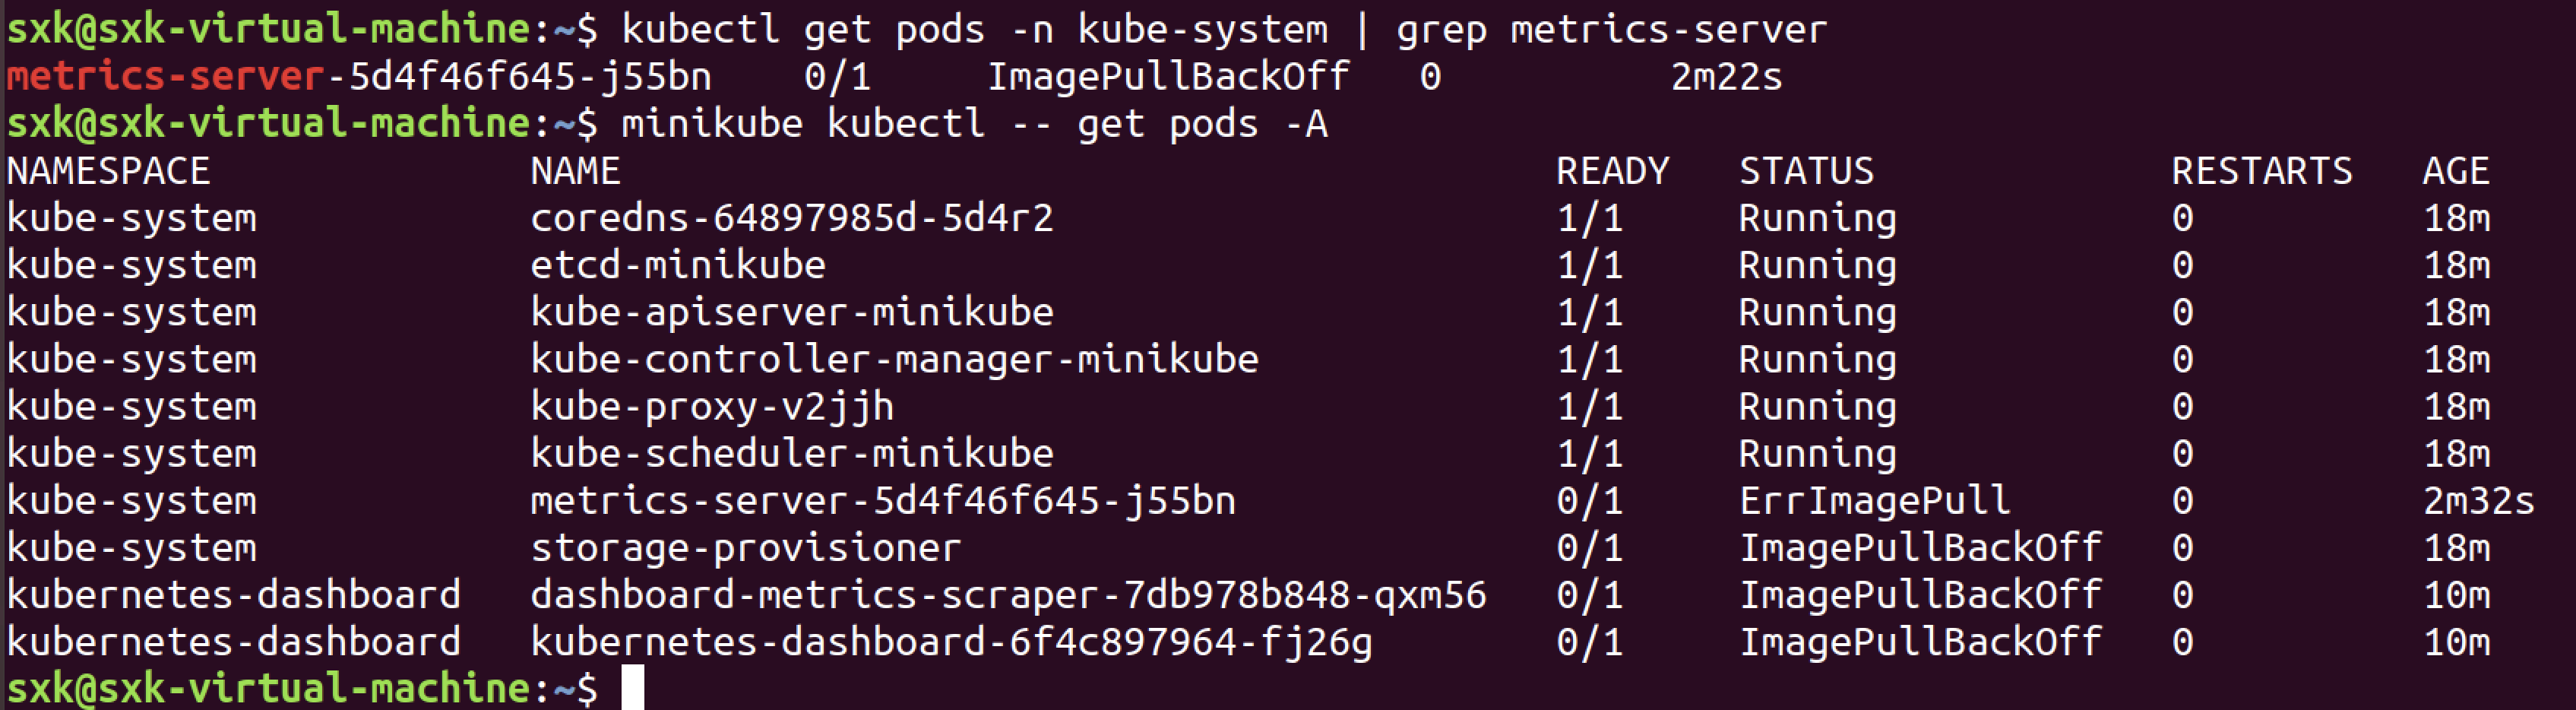 sxk@sxk-virtual-machine:~$ kubectl get pods -n kube-system | grep metrics-server
metrics-server-5d4f46f645-j55bn    0/1     ImagePullBackOff   0          2m22s
sxk@sxk-virtual-machine:~$ minikube kubectl -- get pods -A
NAMESPACE              NAME                                         READY   STATUS             RESTARTS   AGE
kube-system            coredns-64897985d-5d4r2                      1/1     Running            0          18m
kube-system            etcd-minikube                                1/1     Running            0          18m
kube-system            kube-apiserver-minikube                      1/1     Running            0          18m
kube-system            kube-controller-manager-minikube             1/1     Running            0          18m
kube-system            kube-proxy-v2jjh                             1/1     Running            0          18m
kube-system            kube-scheduler-minikube                      1/1     Running            0          18m
kube-system            metrics-server-5d4f46f645-j55bn              0/1     ErrImagePull       0          2m32s
kube-system            storage-provisioner                          0/1     ImagePullBackOff   0          18m
kubernetes-dashboard   dashboard-metrics-scraper-7db978b848-qxm56   0/1     ImagePullBackOff   0          10m
kubernetes-dashboard   kubernetes-dashboard-6f4c897964-fj26g        0/1     ImagePullBackOff   0          10m
sxk@sxk-virtual-machine:~$